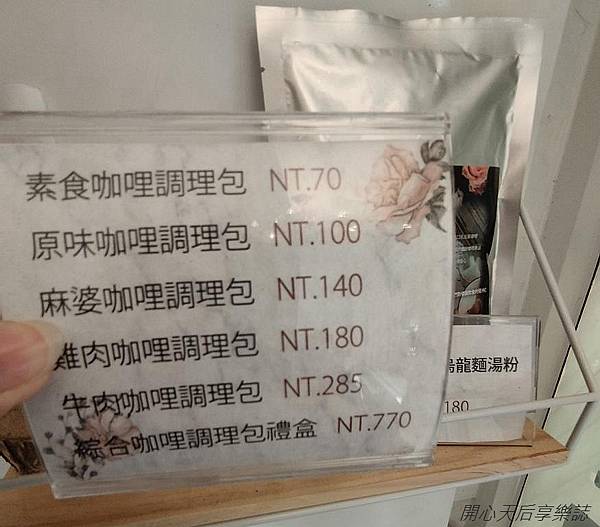 素食咖哩調理包 NT.70
原味咖哩調理包 NT.100
麻婆咖哩調理包 NT.140
雞肉咖哩調理包 NT.180
牛肉咖哩調理包 NT.285
綜合咖哩調理包禮盒 NT.770
烏龍麵湯粉
180
開心天后享樂誌